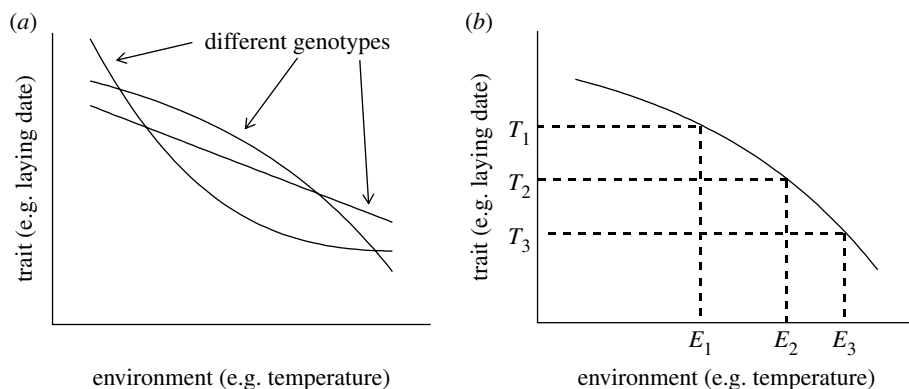 (a)
different genotypes
trait (e.g. laying date)
environment (e.g. temperature)
(b)
trait (e.g. laying date)
T1
T2
T3
E1 E2 E3
environment (e.g. temperature)